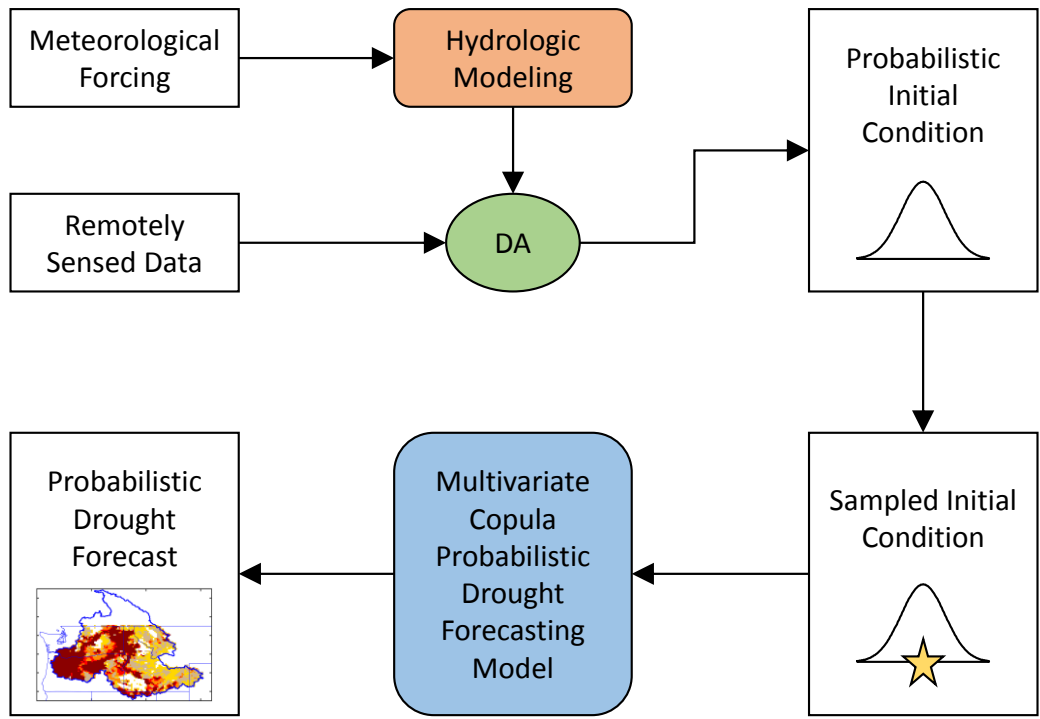 Meteorological
Forcing
Hydrologic
Modeling
Probabilistic
Initial
Condition
Remotely
Sensed Data
DA
Probabilistic
Drought
Forecast
Multivariate
Copula
Probabilistic
Drought
Forecasting
Model
Sampled Initial
Condition